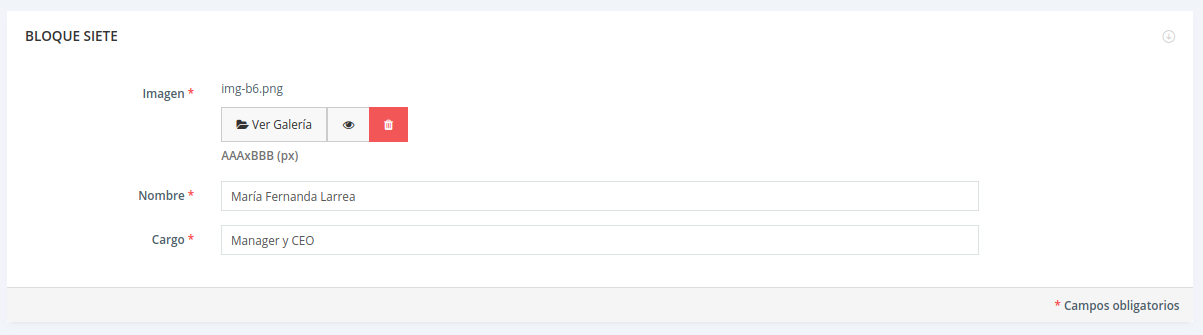 BLOQUE SIETE
Imagen *
img-b6.png
Ver Galería
AAAxBBB (px)
Nombre *
María Fernanda Larrea
Cargo *
Manager y CEO
* Campos obligatorios